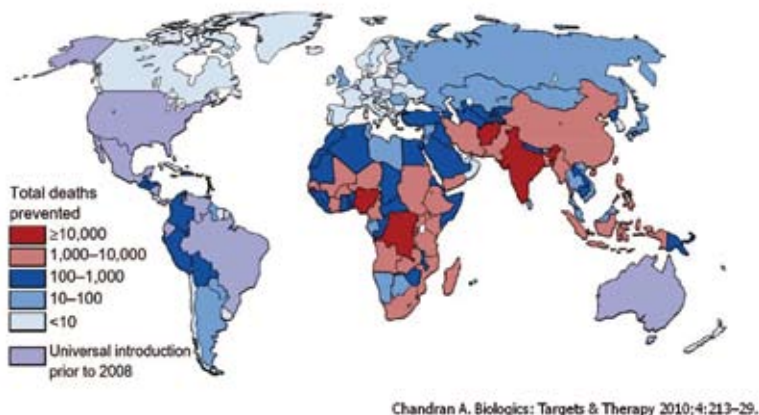 Total deaths
prevented
≥10,000
1,000–10,000
100–1,000
10–100
<10
Universal introduction
prior to 2008
Chandran A. Biologics: Targets & Therapy 2010:4:213–29.